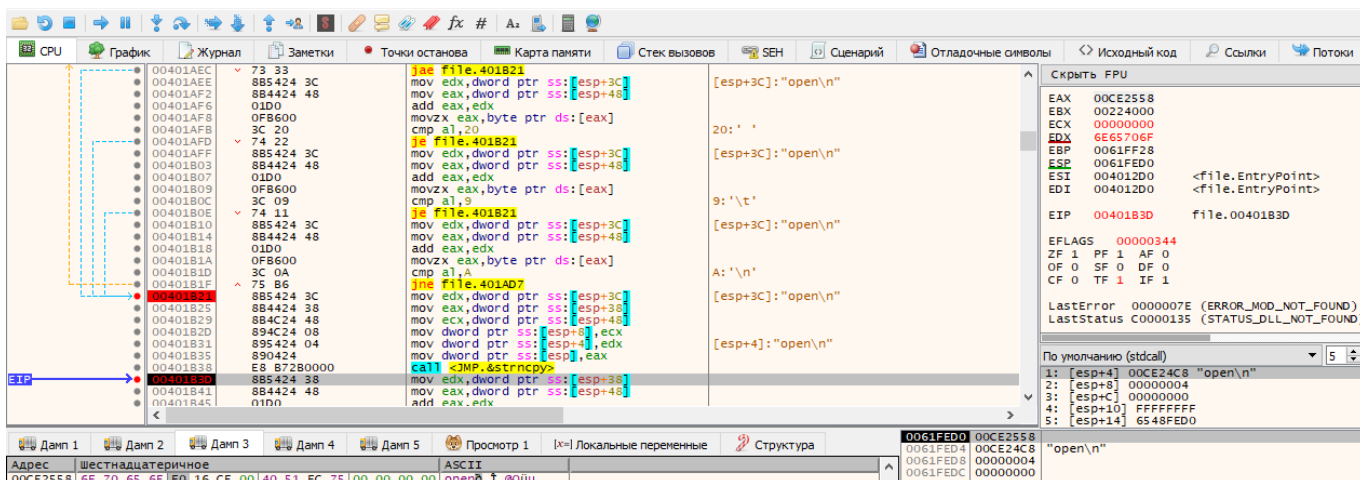 CPU График Журнал Заметки Точки останова Карта памяти Стек вызовов SEH Сценарий Отладочные символы Исходный код Ссылки Потоки
00401AEC 73 33 jae file.401B21
00401AEE 8B5424 3C mov edx,dword ptr ss:[esp+3C] [esp+3C]:"open\n"
00401AF2 8B4424 48 mov eax,dword ptr ss:[esp+48]
00401AF6 01D0 add eax,edx
00401AF8 0FB600 movzx eax,byte ptr ds:[eax]
00401AFB 3C 20 cmp al,20 20:' '
00401AFD 74 22 je file.401B21
00401AFF 8B5424 3C mov edx,dword ptr ss:[esp+3C] [esp+3C]:"open\n"
00401B03 8B4424 48 mov eax,dword ptr ss:[esp+48]
00401B07 01D0 add eax,edx
00401B09 0FB600 movzx eax,byte ptr ds:[eax]
00401B0C 3C 09 cmp al,9 9:'\t'
00401B0E 74 11 je file.401B21
00401B10 8B5424 3C mov edx,dword ptr ss:[esp+3C] [esp+3C]:"open\n"
00401B14 8B4424 48 mov eax,dword ptr ss:[esp+48]
00401B18 01D0 add eax,edx
00401B1A 0FB600 movzx eax,byte ptr ds:[eax]
00401B1D 3C 0A cmp al,A A:'\n'
00401B1F 75 B6 jne file.401AD7
00401B21 8B5424 3C mov edx,dword ptr ss:[esp+3C] [esp+3C]:"open\n"
00401B25 8B4424 38 mov eax,dword ptr ss:[esp+38]
00401B29 8B4C24 48 mov ecx,dword ptr ss:[esp+48]
00401B2D 894C24 08 mov dword ptr ss:[esp+8],ecx
00401B31 895424 04 mov dword ptr ss:[esp+4],edx [esp+4]:"open\n"
00401B35 890424 mov dword ptr ss:[esp],eax
00401B38 E8 B72B0000 call <JMP.&strncpy>
EIP 00401B3D 8B5424 38 mov edx,dword ptr ss:[esp+38]
00401B41 8B4424 48 mov eax,dword ptr ss:[esp+48]
00401B45 01D0 add eax,edx
Скрыть FPU
EAX 00CE2558
EBX 00224000
ECX 00000000
EDX 6E65706F
EBP 0061FF28
ESP 0061FED0
ESI 004012D0 <file.EntryPoint>
EDI 004012D0 <file.EntryPoint>
EIP 00401B3D file.00401B3D
EFLAGS 00000344
ZF 1 PF 1 AF 0
OF 0 SF 0 DF 0
CF 0 TF 1 IF 1
LastError 0000007E (ERROR_MOD_NOT_FOUND)
LastStatus C0000135 (STATUS_DLL_NOT_FOUND)
По умолчанию (stdcall) 5
1: [esp+4] 00CE24C8 "open\n"
2: [esp+8] 00000004
3: [esp+C] 00000000
4: [esp+10] FFFFFFFF
5: [esp+14] 6548FED0
Дамп 1 Дамп 2 Дамп 3 Дамп 4 Дамп 5 Просмотр 1 [x=] Локальные переменные Структура
Адрес Шестнадцатеричное ASCII
0061FED0 00CE2558
0061FED4 00CE24C8 "open\n"
0061FED8 00000004
0061FEDC 00000000